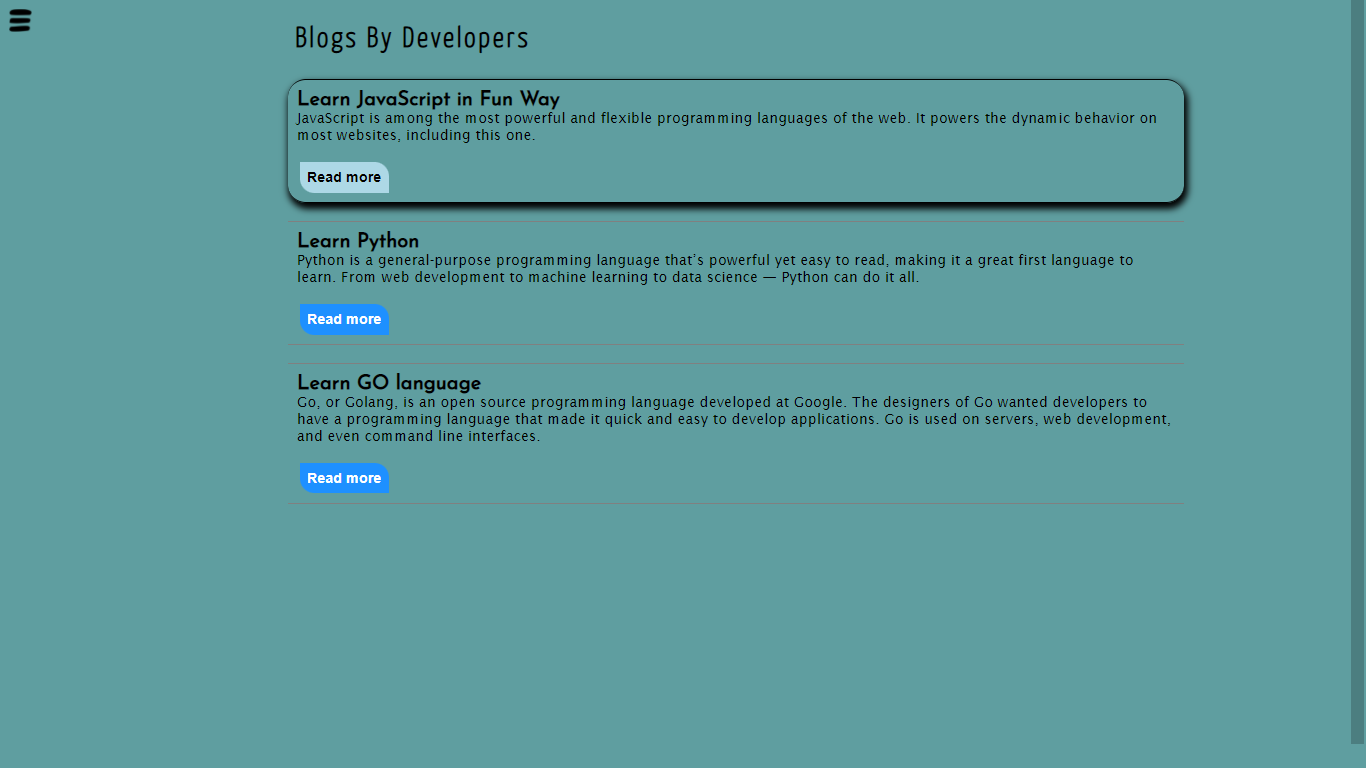 Blogs By Developers
Learn JavaScript in Fun Way
JavaScript is among the most powerful and flexible programming languages of the web. It powers the dynamic behavior on
most websites, including this one.
Read more
Learn Python
Python is a general-purpose programming language that's powerful yet easy to read, making it a great first language to
learn. From web development to machine learning to data science — Python can do it all.
Read more
Learn GO language
Go, or Golang, is an open source programming language developed at Google. The designers of Go wanted developers to
have a programming language that made it quick and easy to develop applications. Go is used on servers, web development,
and even command line interfaces.
Read more